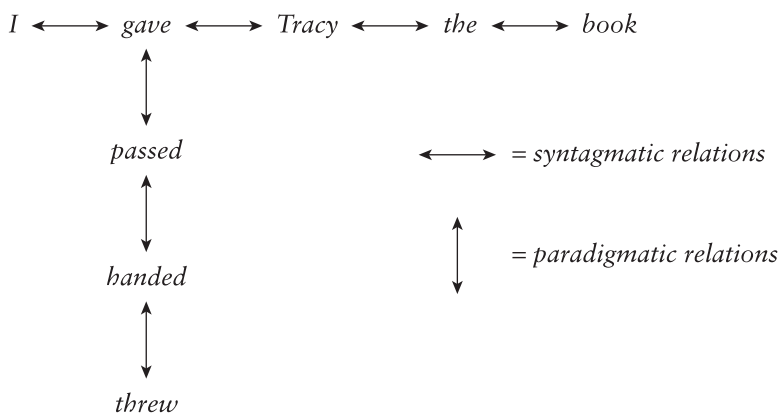 I gave Tracy the book
passed
= syntagmatic relations
= paradigmatic relations
handed
threw